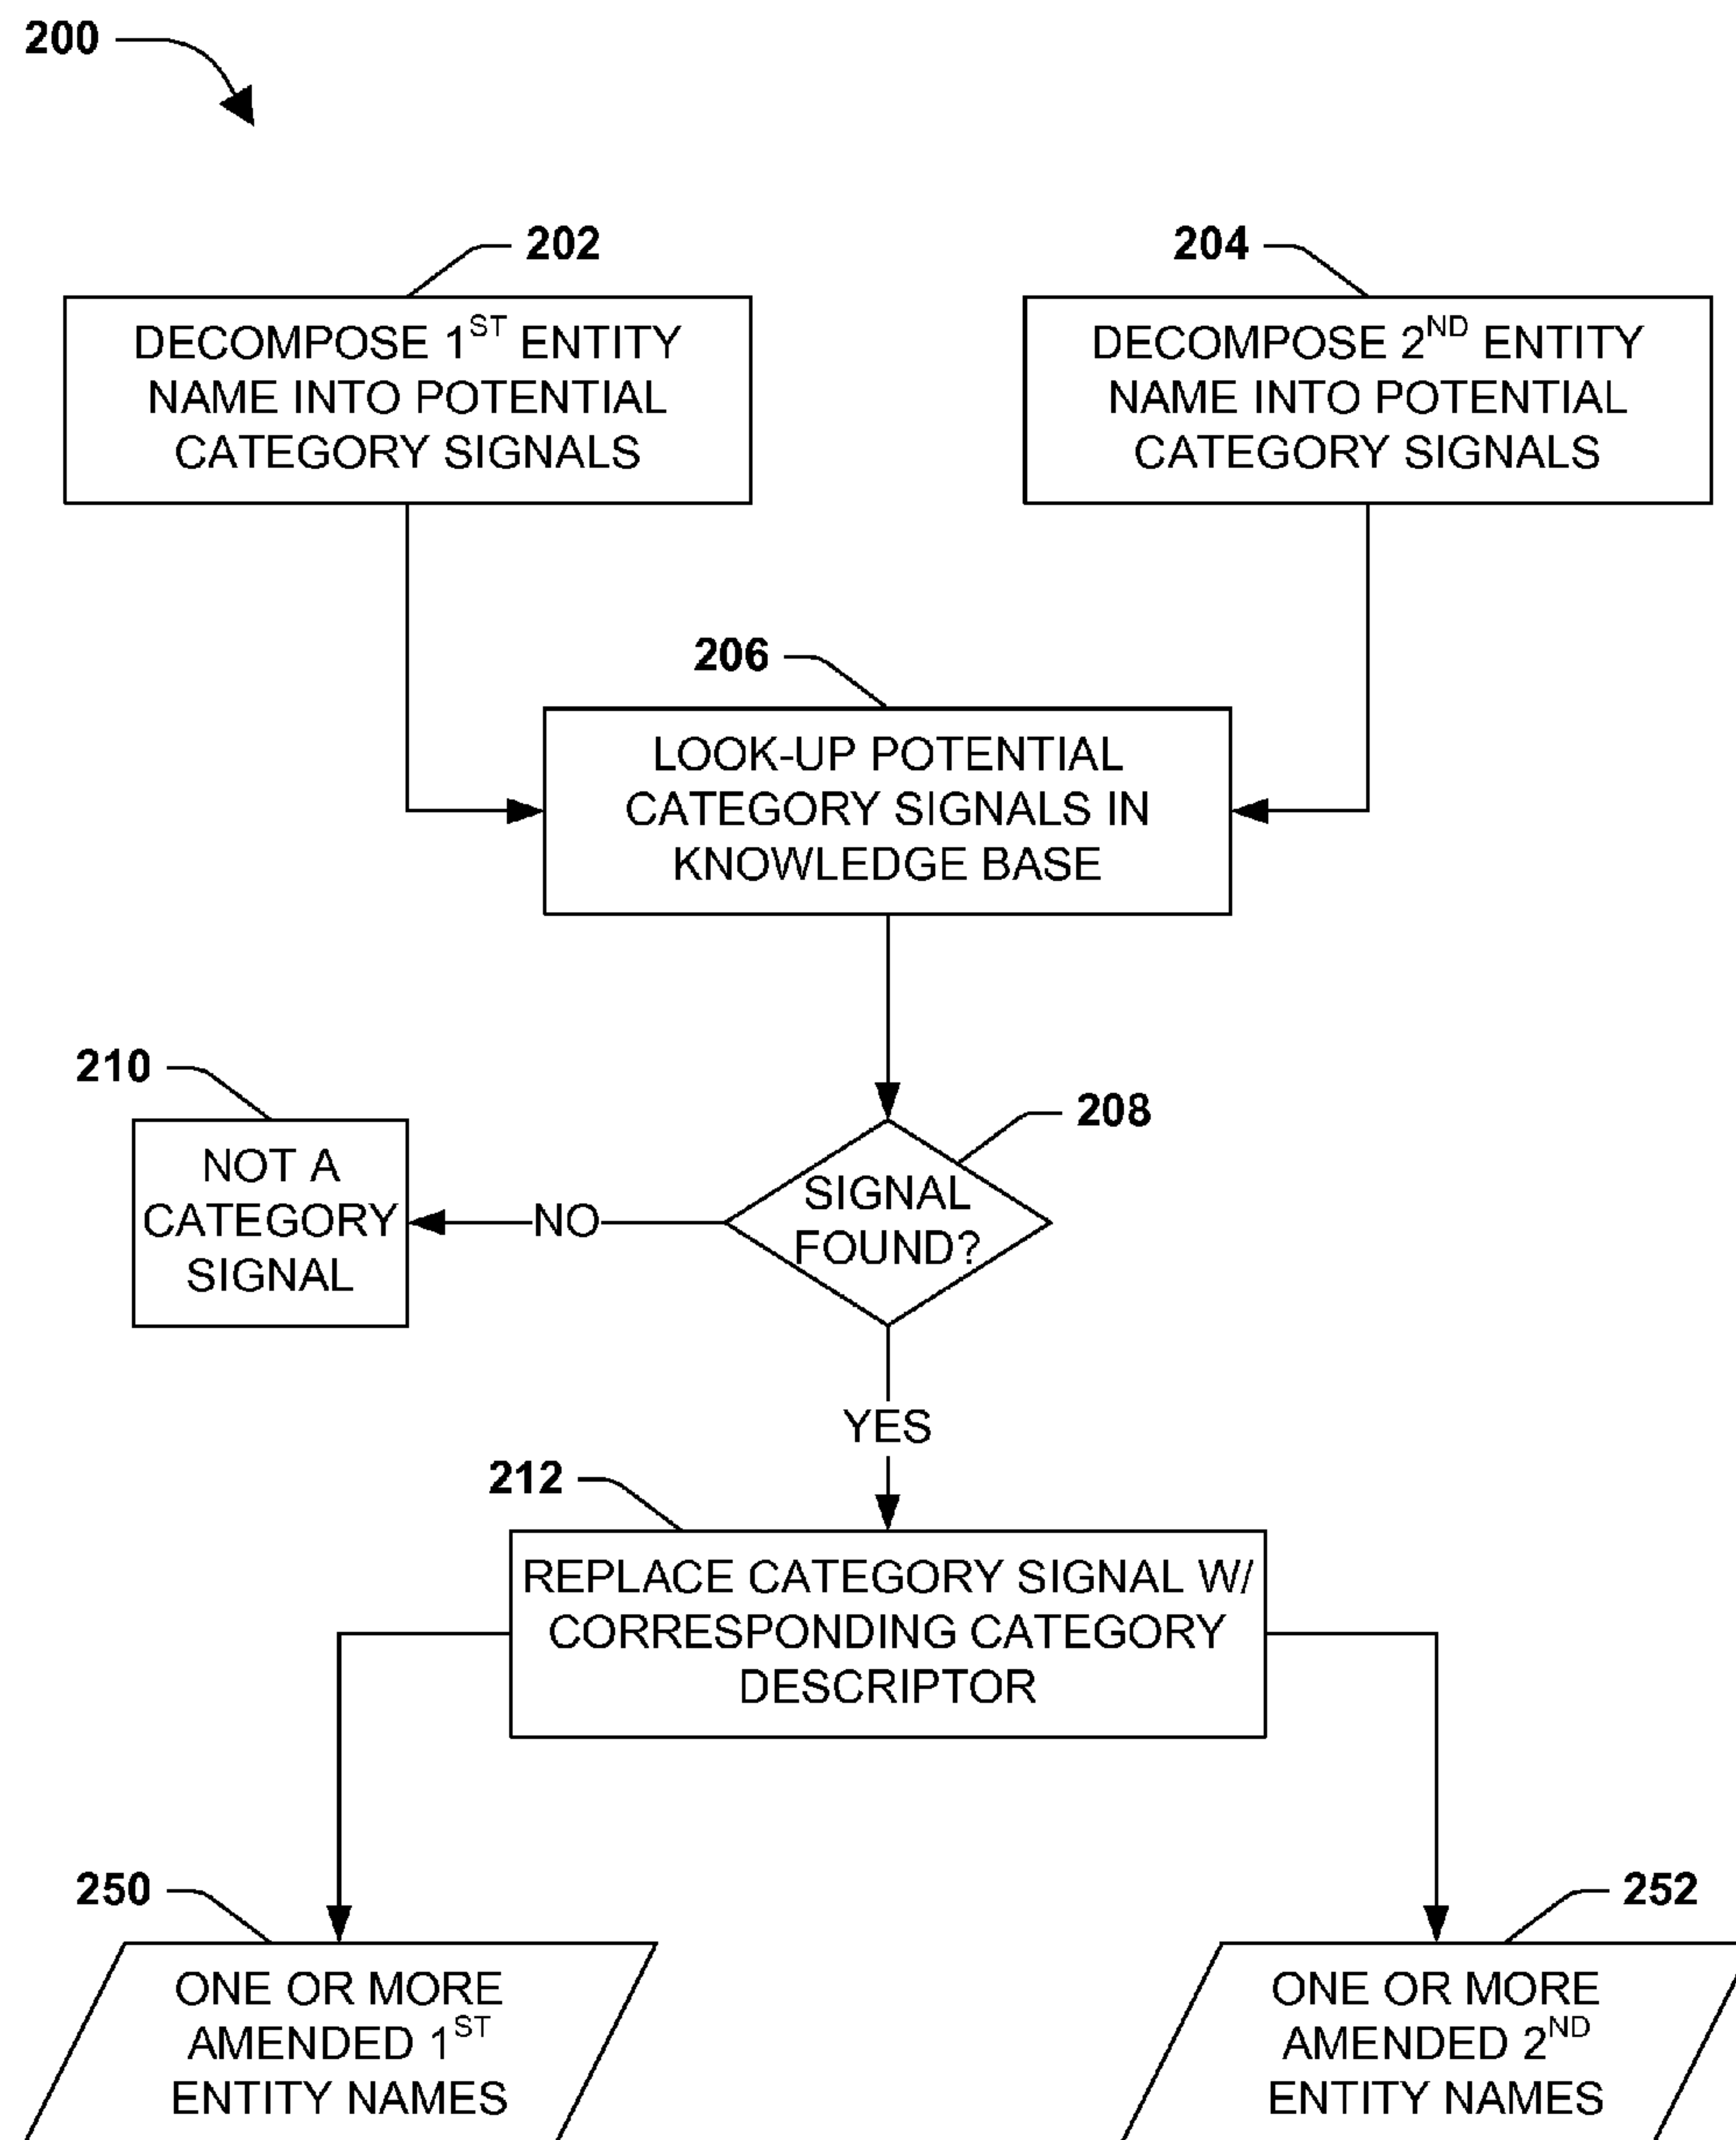 200
202
204
DECOMPOSE 1ST ENTITY
NAME INTO POTENTIAL
CATEGORY SIGNALS
DECOMPOSE 2ND ENTITY
NAME INTO POTENTIAL
CATEGORY SIGNALS
206
LOOK-UP POTENTIAL
CATEGORY SIGNALS IN
KNOWLEDGE BASE
210
208
NOT A
CATEGORY
SIGNAL
NO
SIGNAL
FOUND?
YES
212
REPLACE CATEGORY SIGNAL W/
CORRESPONDING CATEGORY
DESCRIPTOR
250
252
ONE OR MORE
AMENDED 1ST
ENTITY NAMES
ONE OR MORE
AMENDED 2ND
ENTITY NAMES